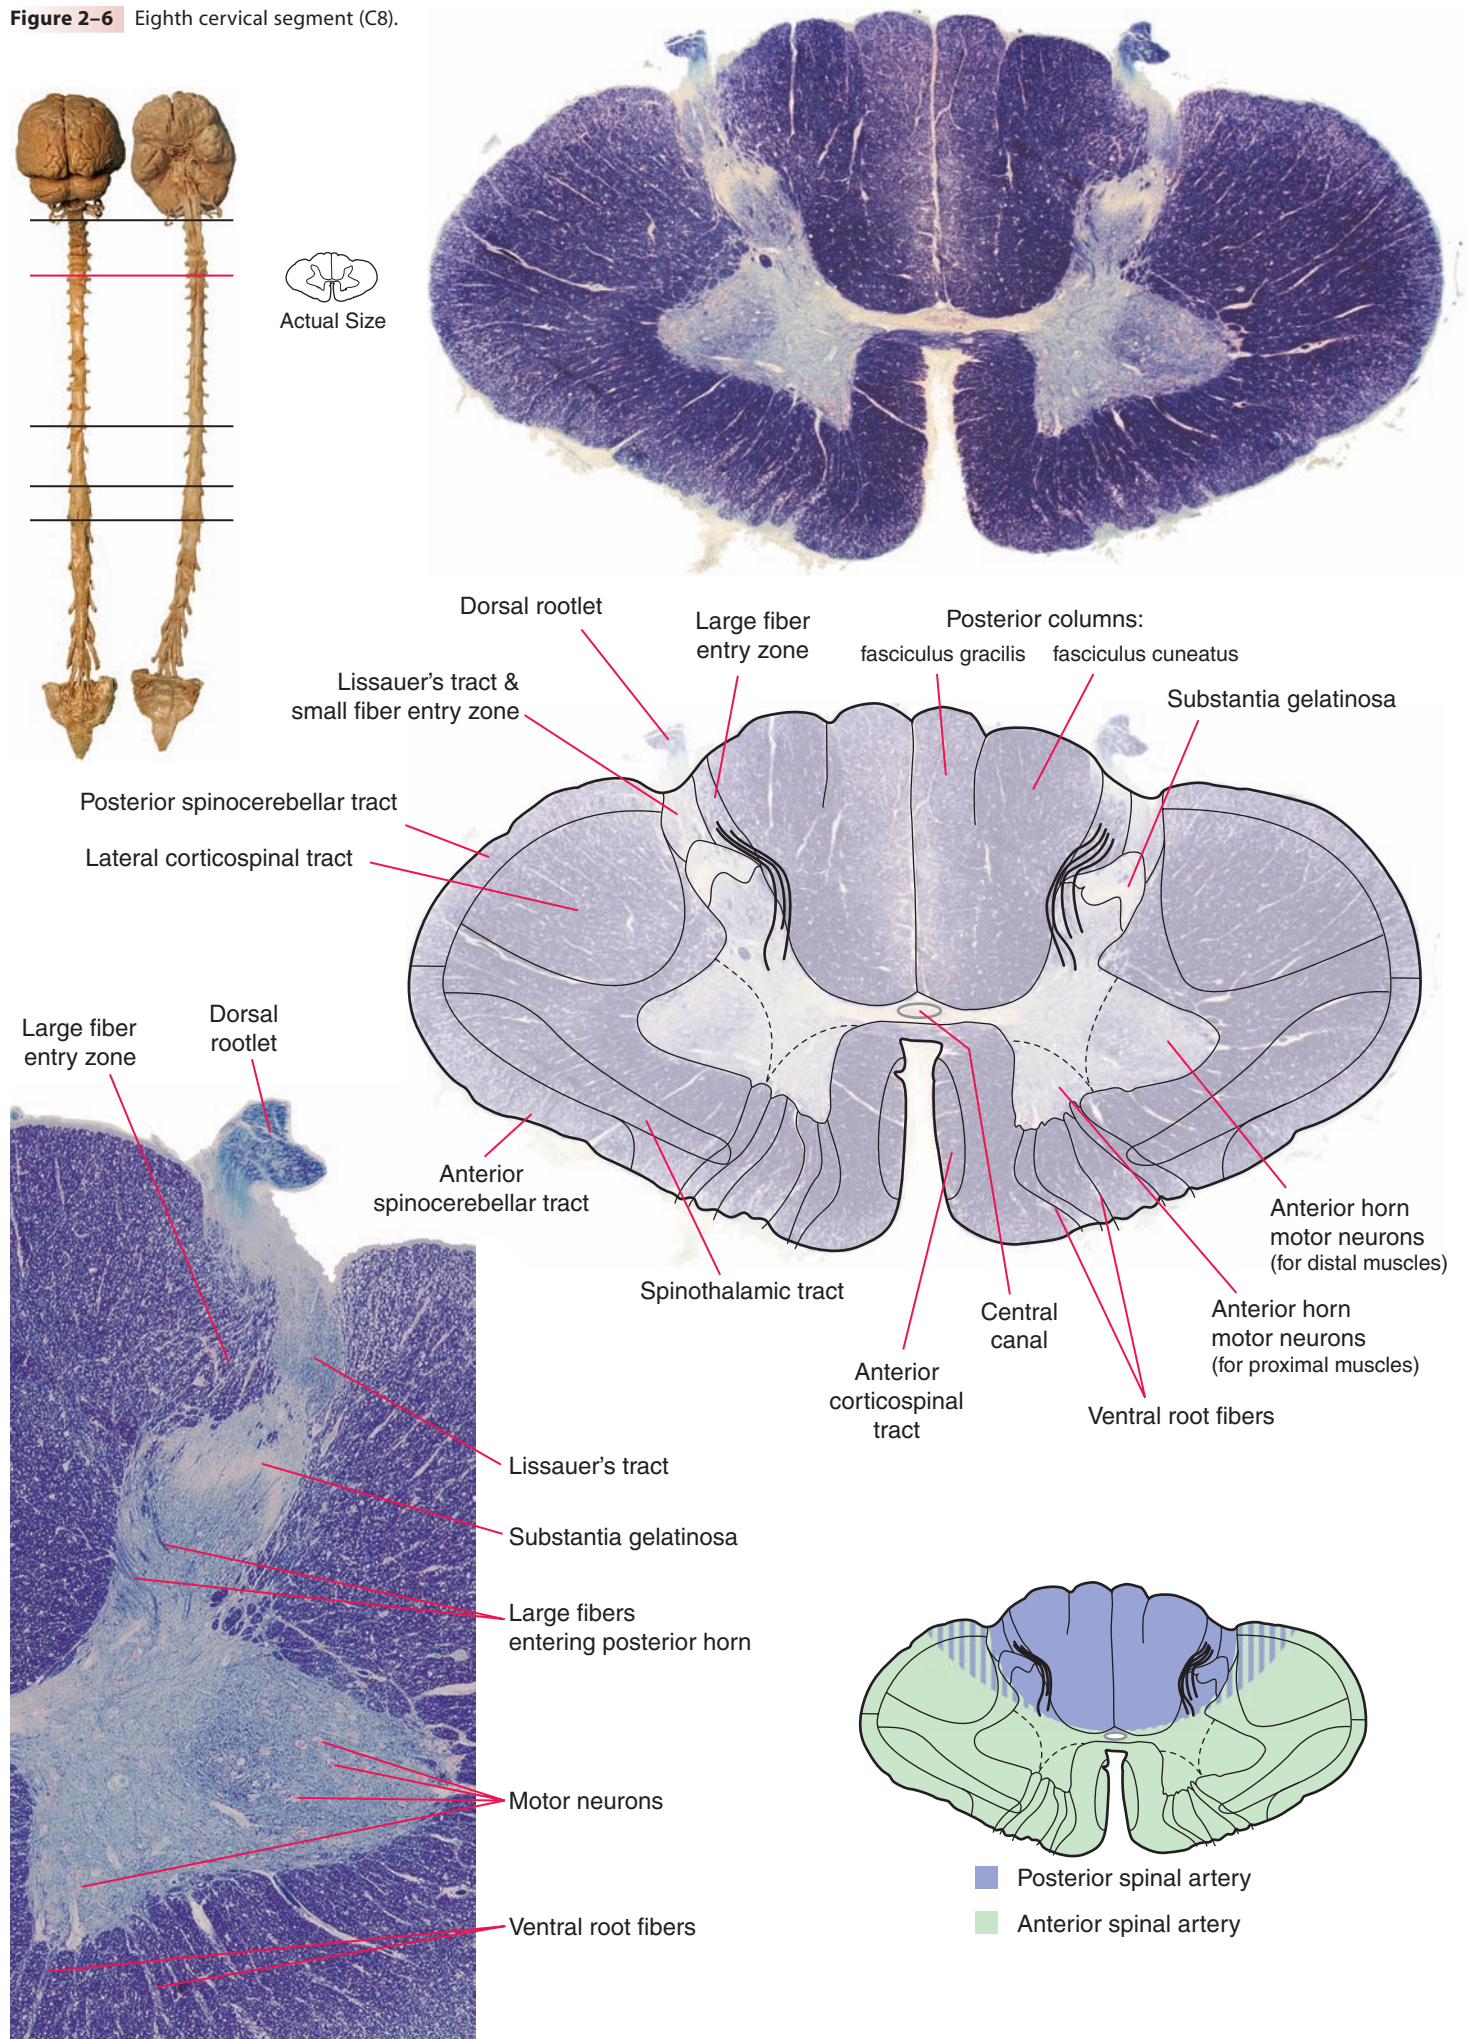 Figure 2–6 Eighth cervical segment (C8).
Actual Size
Dorsal rootlet
Large fiber
entry zone
Posterior columns:
fasciculus gracilis
fasciculus cuneatus
Lissauer's tract &
small fiber entry zone
Substantia gelatinosa
Posterior spinocerebellar tract
Lateral corticospinal tract
Large fiber
entry zone
Dorsal
rootlet
Anterior
spinocerebellar tract
Spinothalamic tract
Anterior
corticospinal
tract
Central
canal
Anterior horn
motor neurons
(for distal muscles)
Anterior horn
motor neurons
(for proximal muscles)
Ventral root fibers
Lissauer's tract
Substantia gelatinosa
Large fibers
entering posterior horn
Motor neurons
Ventral root fibers
Posterior spinal artery
Anterior spinal artery